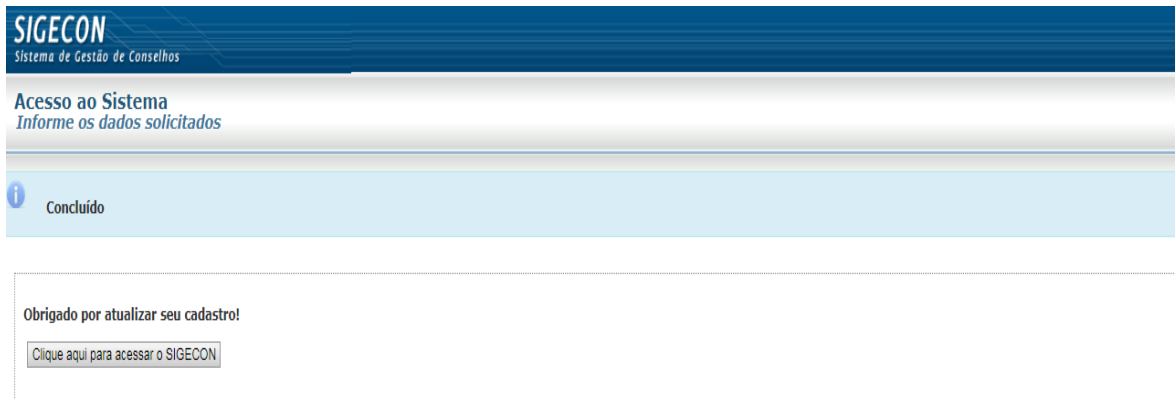 SIGECON
Sistema de Gestão de Conselhos
Acesso ao Sistema
Informe os dados solicitados
i
Concluído
Obrigado por atualizar seu cadastro!
Clique aqui para acessar o SIGECON